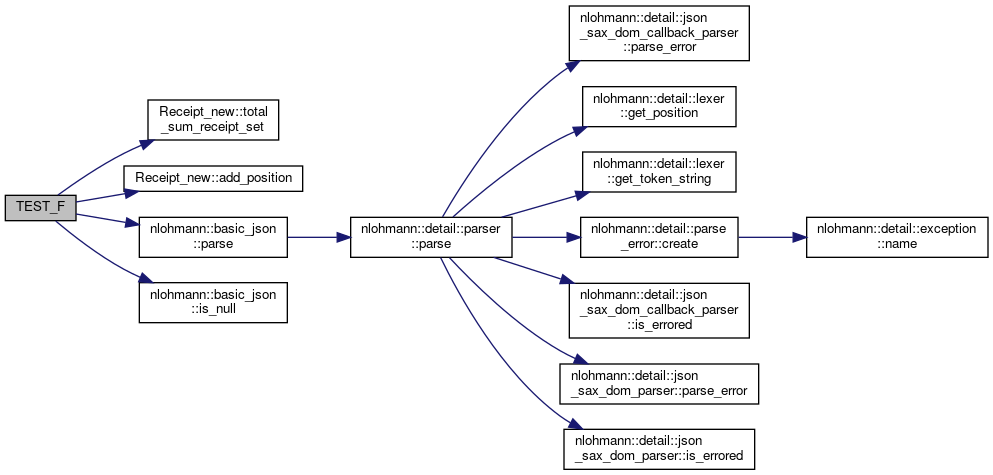 TEST_F
Receipt_new::total
_sum_receipt_set
Receipt_new::add_position
nlohmann::basic_json
::parse
nlohmann::basic_json
::is_null
nlohmann::detail::parser
::parse
nlohmann::detail::json
_sax_dom_callback_parser
::parse_error
nlohmann::detail::lexer
::get_position
nlohmann::detail::lexer
::get_token_string
nlohmann::detail::parse
_error::create
nlohmann::detail::exception
::name
nlohmann::detail::json
_sax_dom_callback_parser
::is_errored
nlohmann::detail::json
_sax_dom_parser::parse_error
nlohmann::detail::json
_sax_dom_parser::is_errored